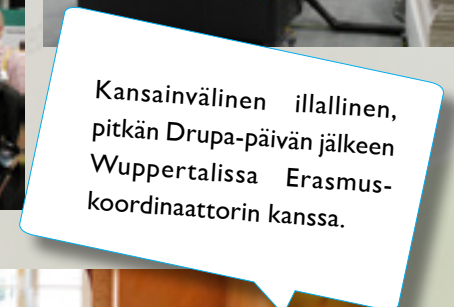 Kansainvälinen illallinen,
pitkän Drupa-päivän jälkeen
Wuppertalissa Erasmus-
koordinaattorin kanssa.